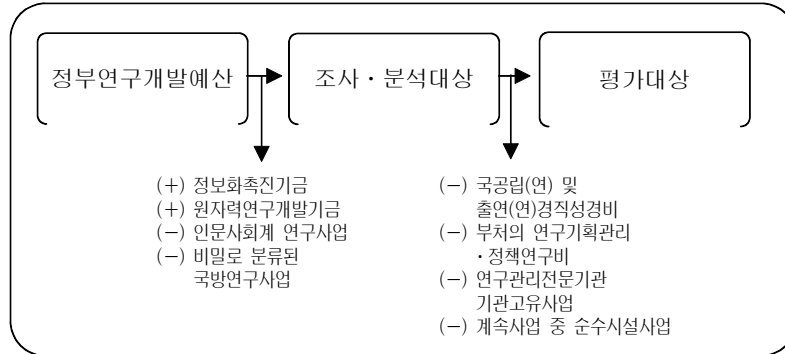 정부연구개발예산
조사·분석대상
평가대상
(+) 정보화촉진기금
(+) 원자력연구개발기금
(-) 인문사회계 연구사업
(-) 비밀로 분류된
국방연구사업
(-) 국공립(연) 및
출연(연)경직성경비
(-) 부처의 연구기획관리
·정책연구비
(-) 연구관리전문기관
기관고유사업
(-) 계속사업 중 순수시설사업